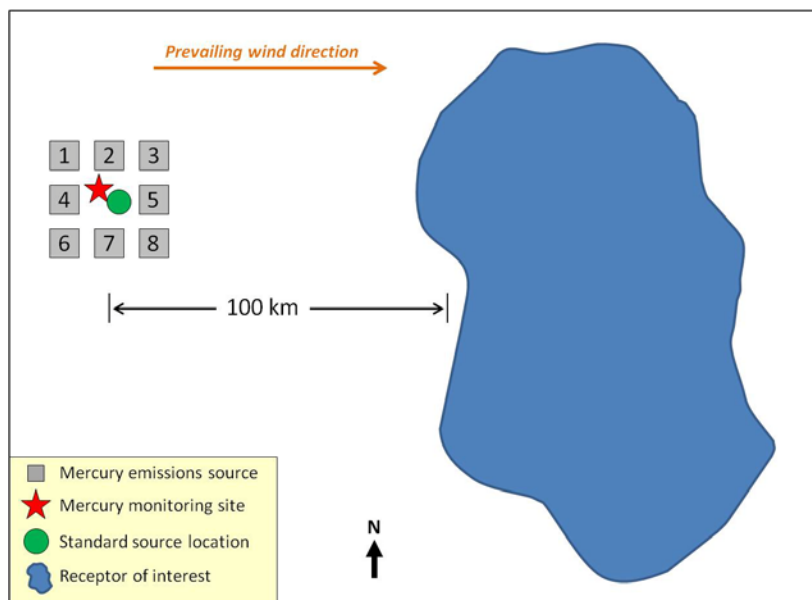 Prevailing wind direction
1 2 3
4 5
6 7 8
100 km
Mercury emissions source
Mercury monitoring site
Standard source location
Receptor of interest
N